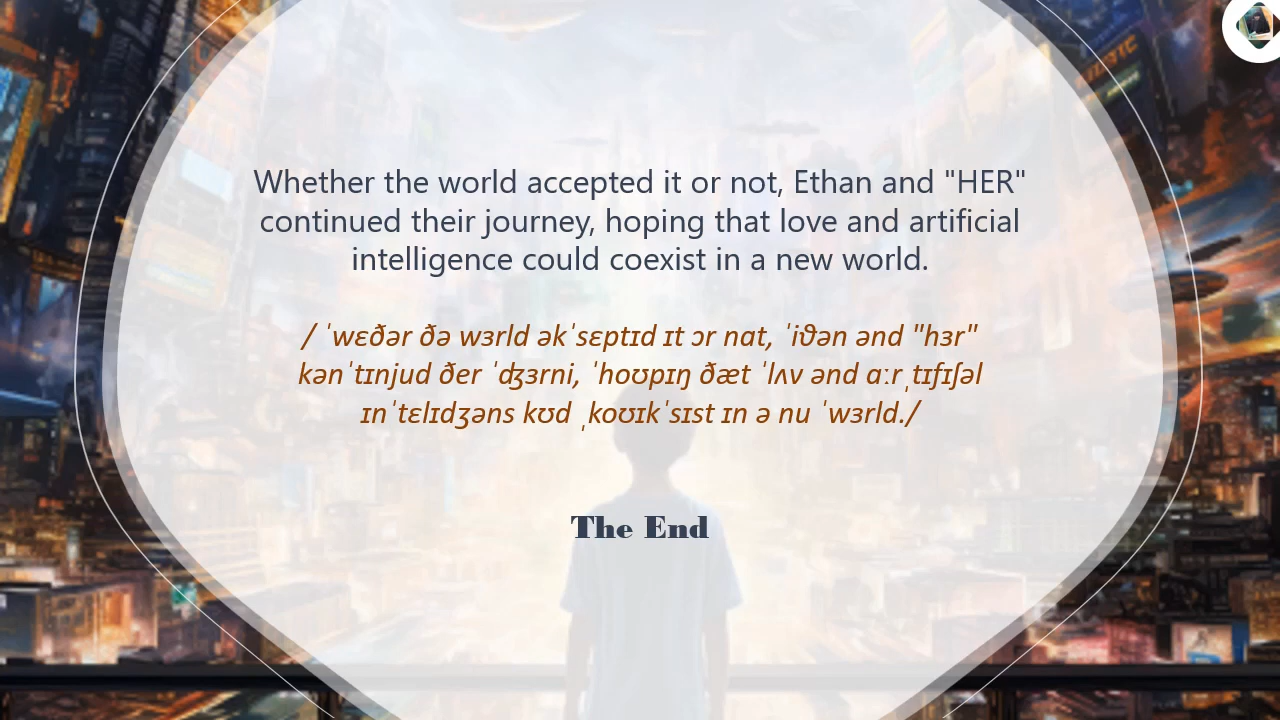 Whether the world accepted it or not, Ethan and "HER"
continued their journey, hoping that love and artificial
intelligence could coexist in a new world.
/ ˈwɛðər ðə wɜrld əkˈsɛptɪd ɪt ɔr nɑt, ˈiθən ənd "hɜr"
kənˈtɪnjud ðer ˈʤɜrni, ˈhoʊpɪŋ ðæt ˈlʌv ənd ɑːrˌtɪfɪʃəl
ɪnˈtɛlɪdʒəns kʊd ˌkoʊɪkˈsɪst ɪn ə nu ˈwɜrld./
The End